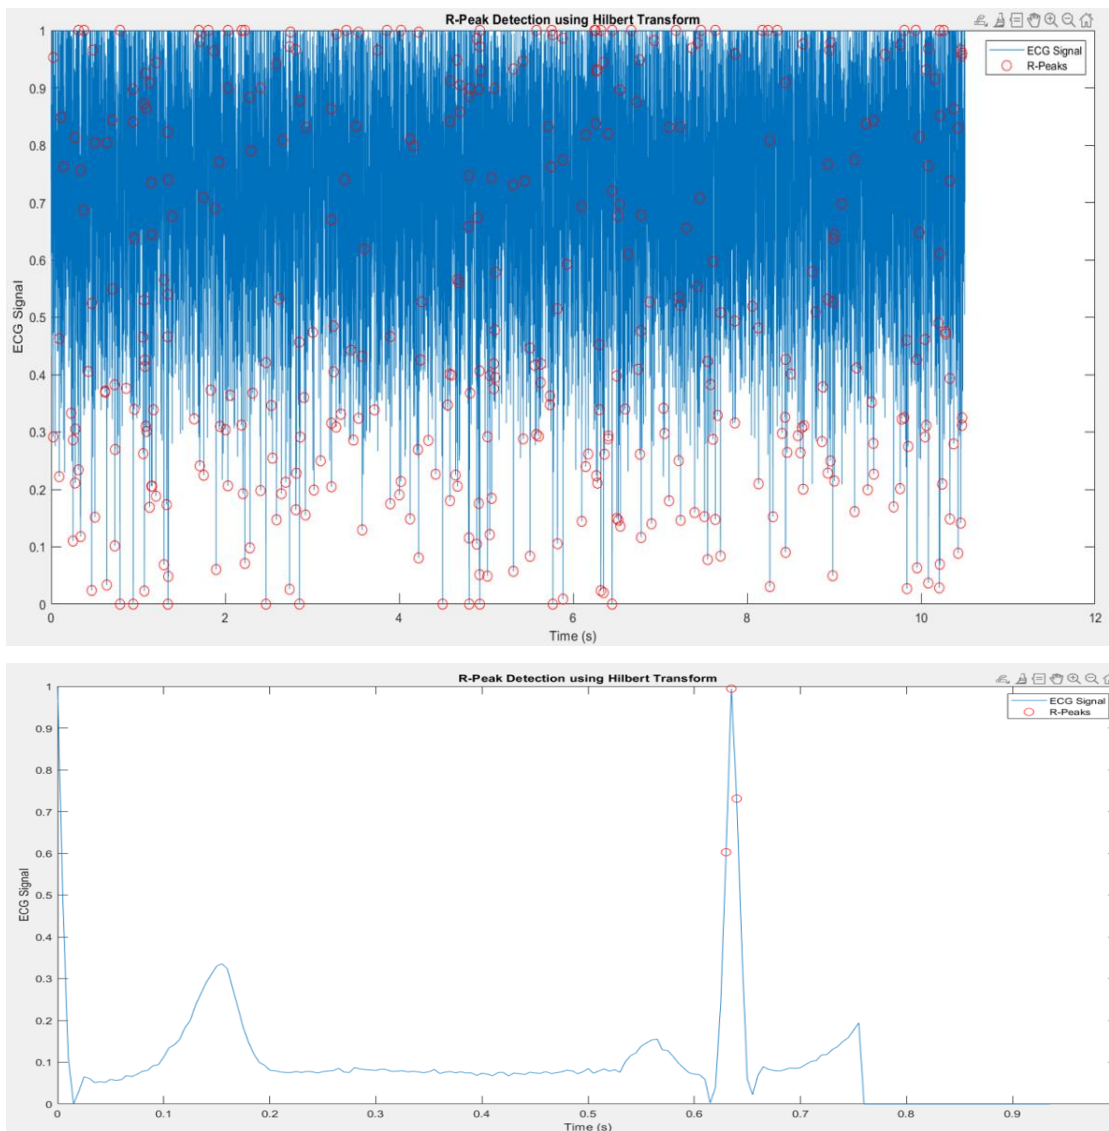 R-Peak Detection using Hilbert Transform
ECG Signal
R-Peaks
1
0.9
0.8
0.7
0.6
0.5
0.4
0.3
0.2
0.1
0
ECG Signal
0 2 4 6 8 10 12
Time (s)
R-Peak Detection using Hilbert Transform
ECG Signal
R-Peaks
1
0.9
0.8
0.7
0.6
0.5
0.4
0.3
0.2
0.1
0
ECG Signal
0 0.1 0.2 0.3 0.4 0.5 0.6 0.7 0.8 0.9
Time (s)